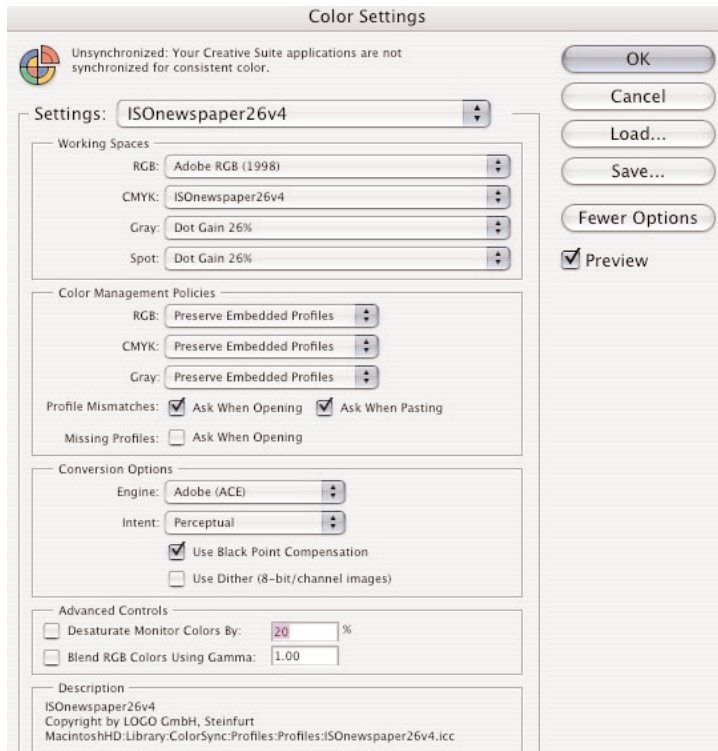 Color Settings
Unsynchronized: Your Creative Suite applications are not
synchronized for consistent color.
OK
Cancel
Load...
Save...
Fewer Options
Preview
Settings: ISOnewspaper26v4
Working Spaces
RGB: Adobe RGB (1998)
CMYK: ISOnewspaper26v4
Gray: Dot Gain 26%
Spot: Dot Gain 26%
Color Management Policies
RGB: Preserve Embedded Profiles
CMYK: Preserve Embedded Profiles
Gray: Preserve Embedded Profiles
Profile Mismatches: Ask When Opening Ask When Pasting
Missing Profiles: Ask When Opening
Conversion Options
Engine: Adobe (ACE)
Intent: Perceptual
Use Black Point Compensation
Use Dither (8-bit/channel images)
Advanced Controls
Desaturate Monitor Colors By: 20 %
Blend RGB Colors Using Gamma: 1.00
Description
ISOnewspaper26v4
Copyright by LOGO GmbH, Steinfurt
MacintoshHD:Library:ColorSync:Profiles:Profiles:ISOnewspaper26v4.icc